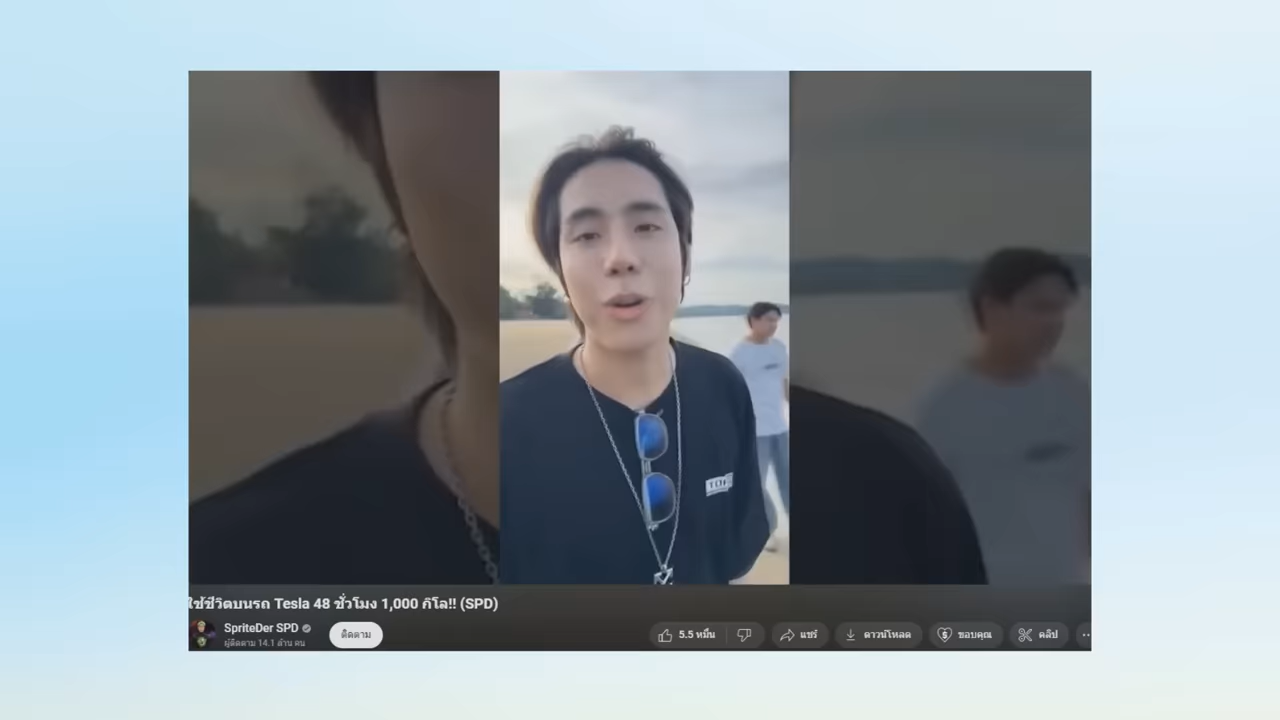 ใช้ชีวิตบนรถ Tesla 48 ชั่วโมง 1,000 กิโล!! (SPD)
SpriteDer SPD
ผู้ติดตาม 14.1 ล้าน คน
ติดตาม
5.5 หมื่น
แชร์
ดาวน์โหลด
ขอบคุณ
คลิป